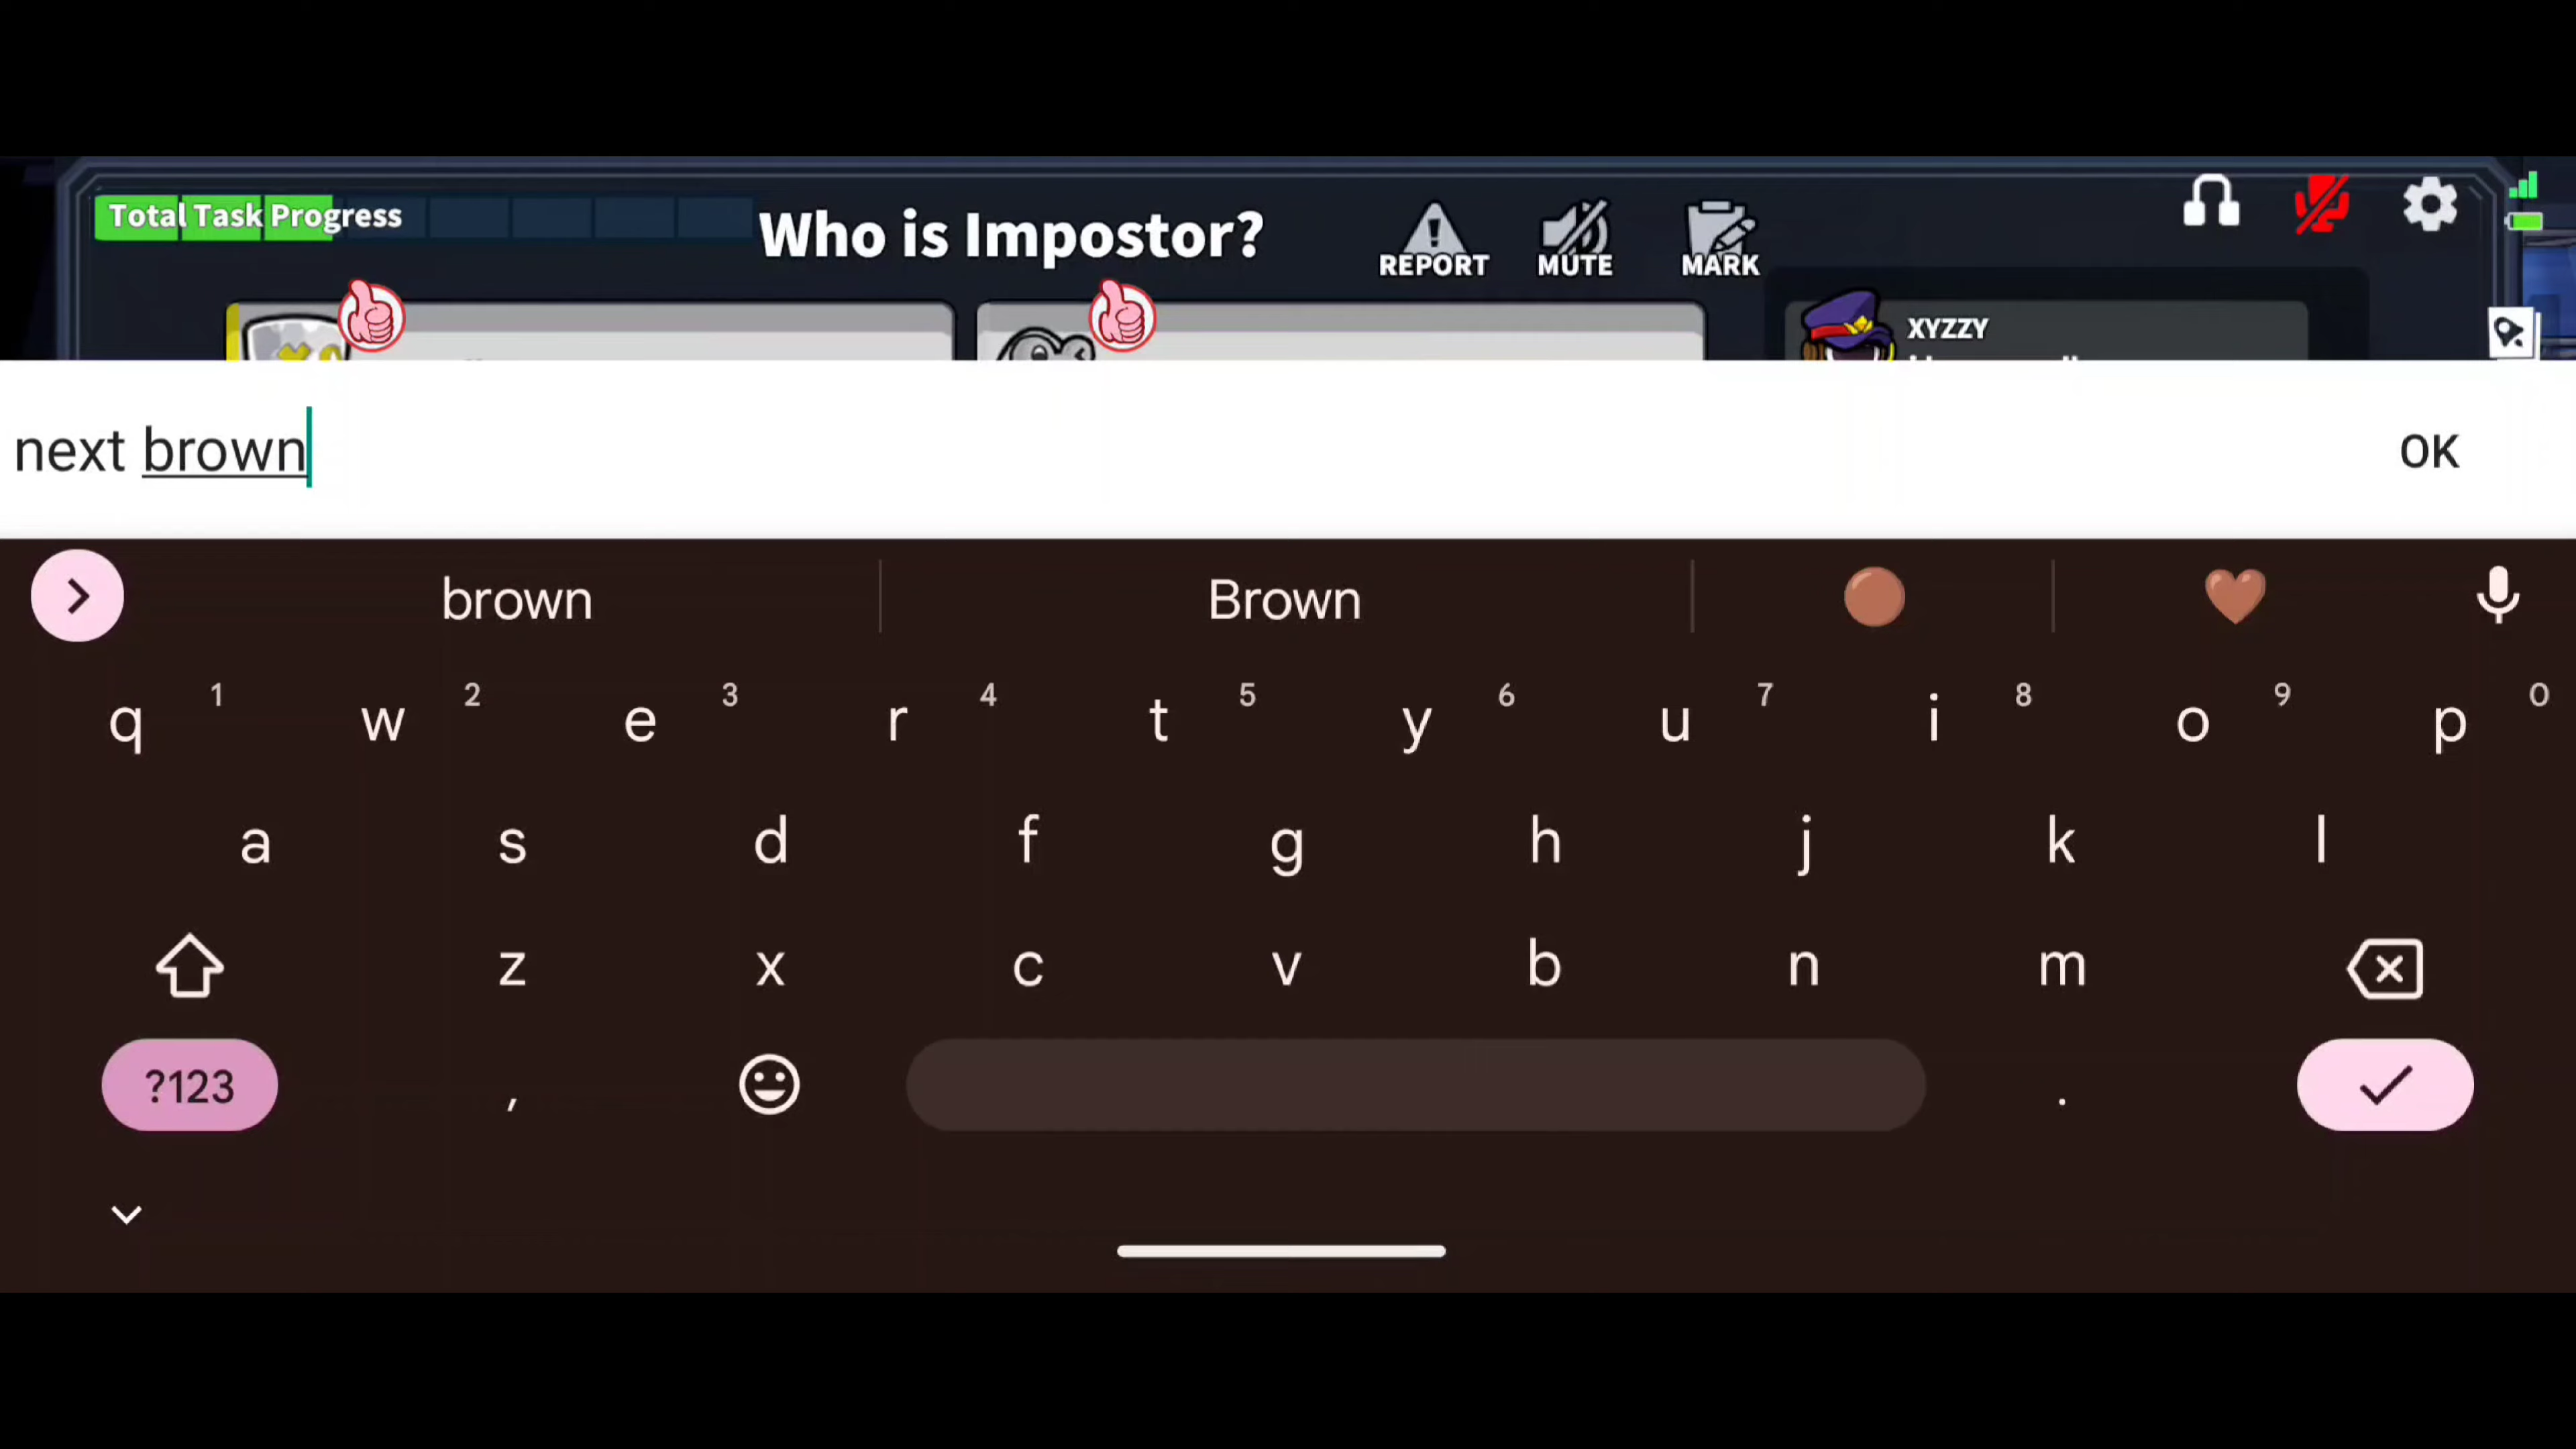 Total Task Progress
Who is Impostor?
REPORT
MUTE
MARK
XYZZY
next brown
OK
brown
Brown
q 1 w 2 e 3 r 4 t 5 y 6 u 7 i 8 o 9 p 0
a s d f g h j k l
z x c v b n m
?123 , .